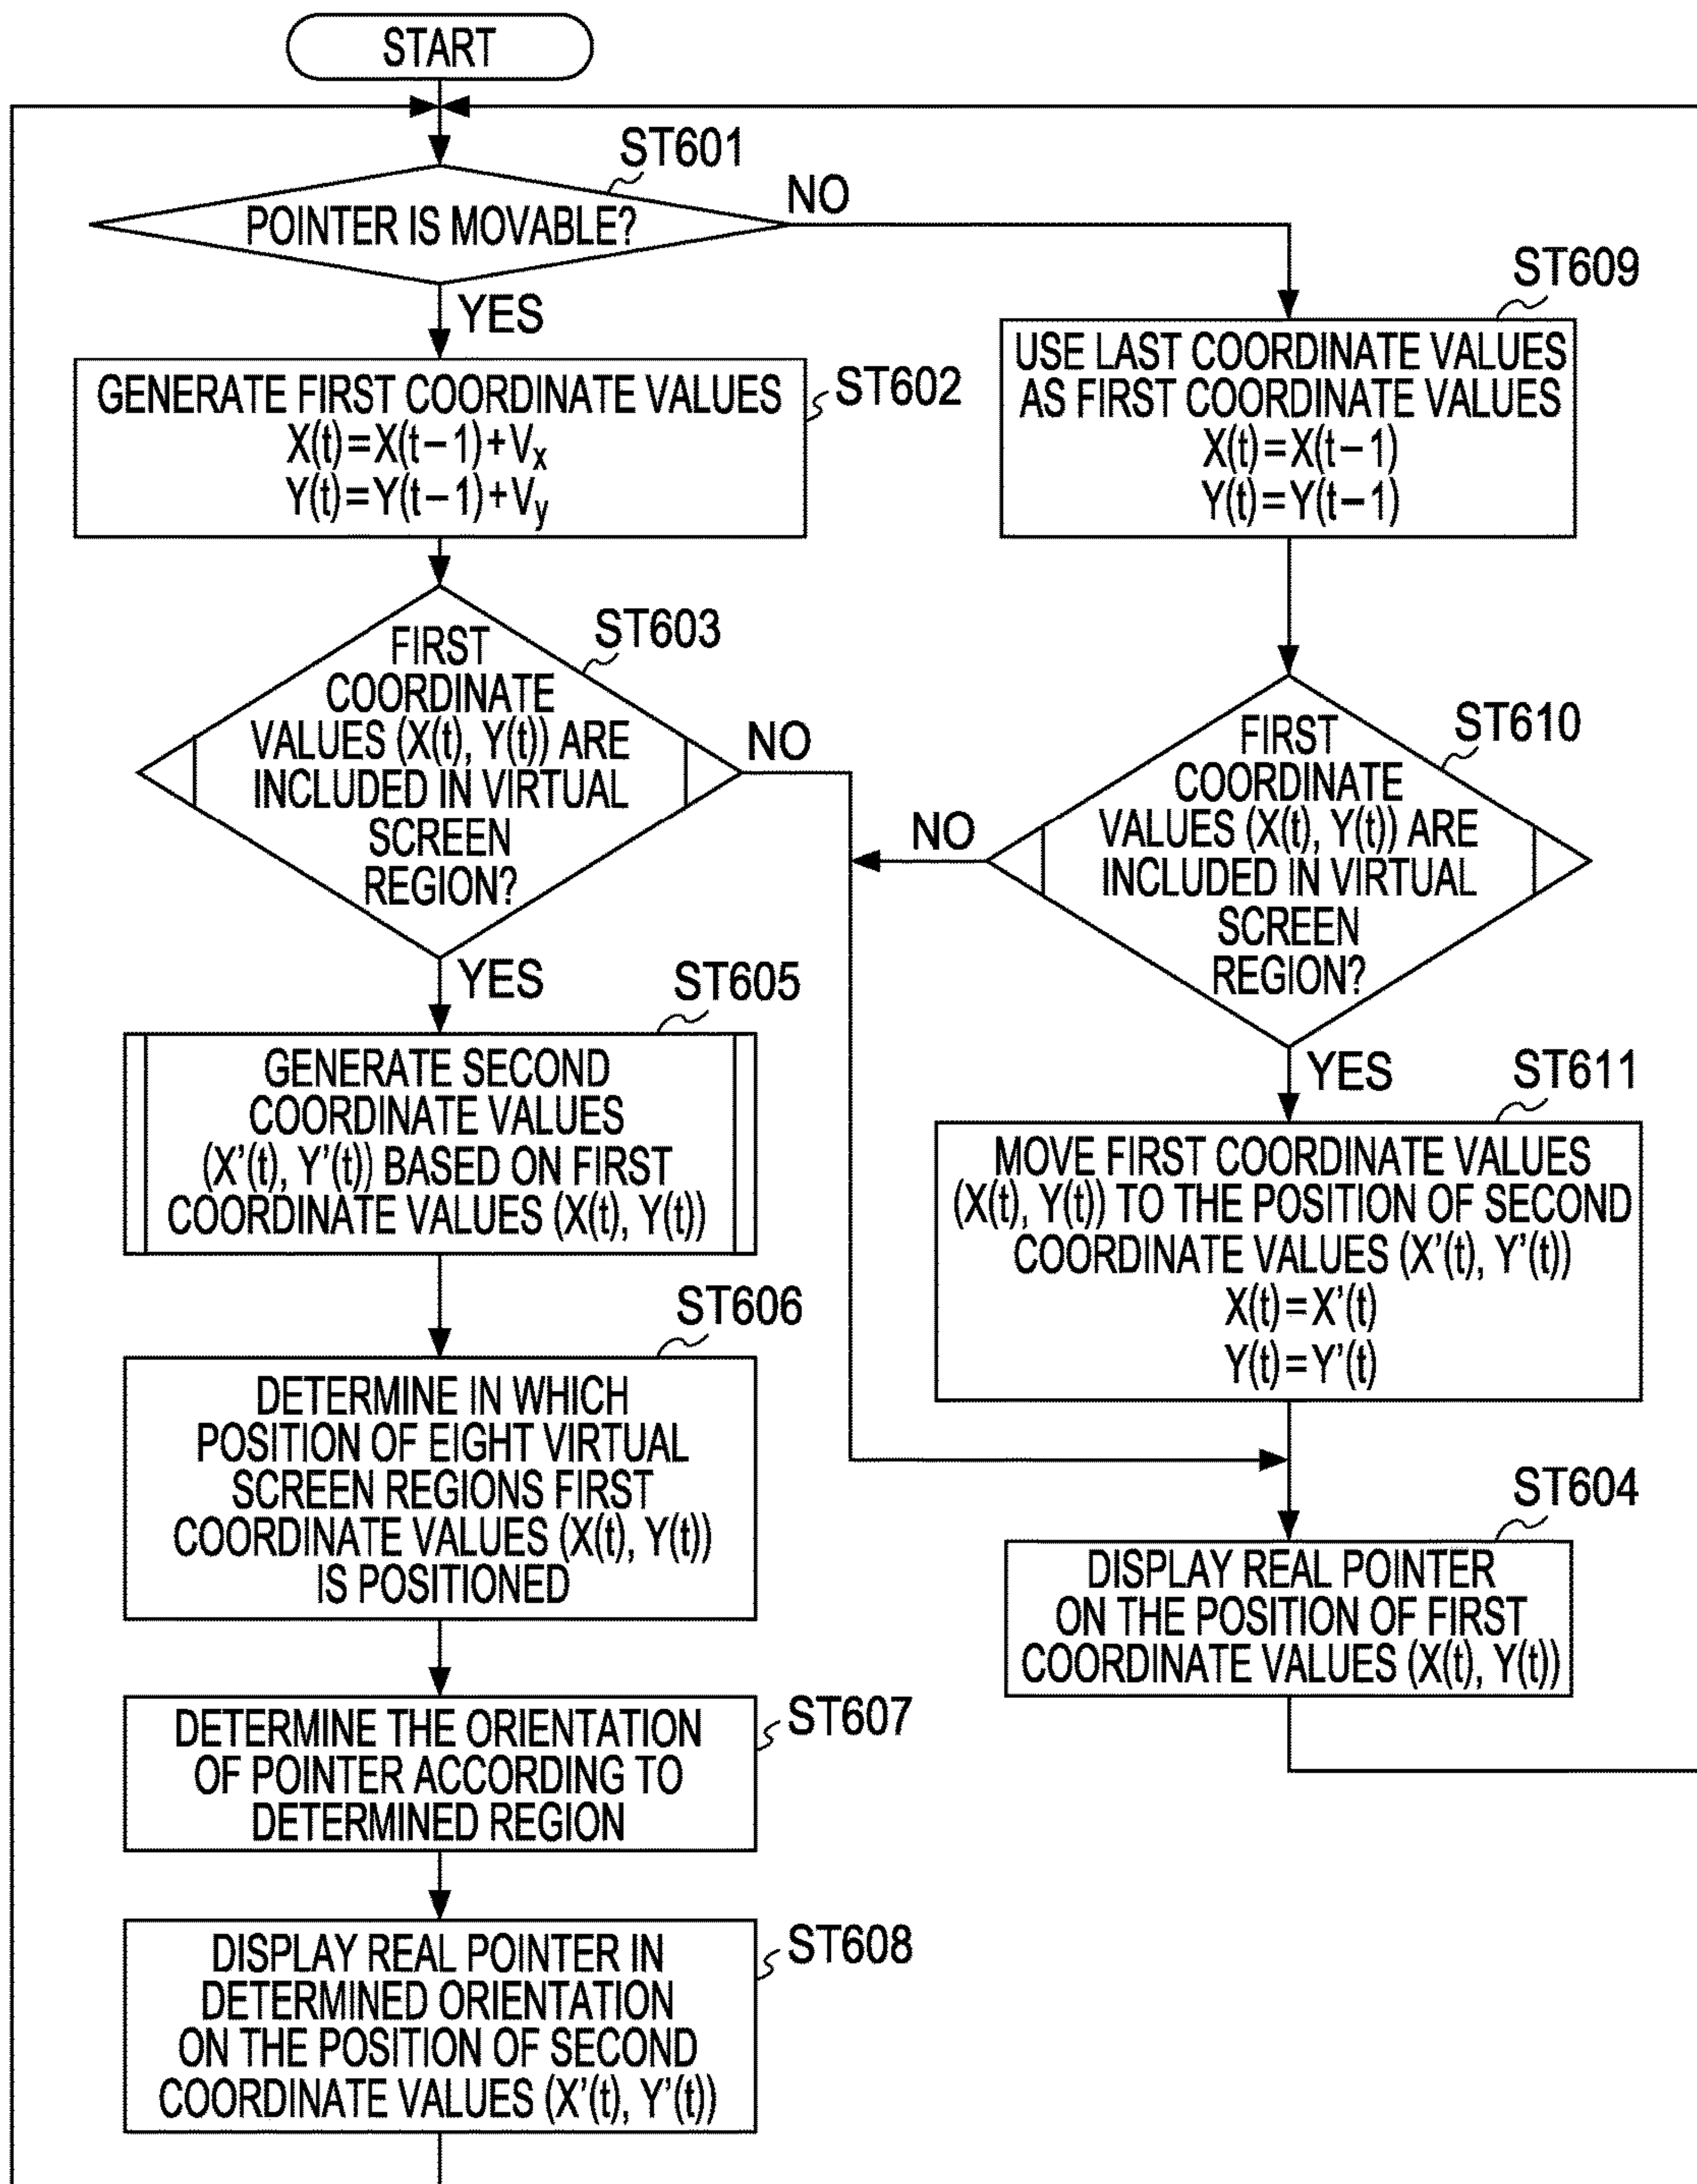 START
ST601
POINTER IS MOVABLE?
NO
YES
GENERATE FIRST COORDINATE VALUES
X(t)=X(t−1)+Vx
Y(t)=Y(t−1)+Vy
ST602
FIRST
COORDINATE
VALUES (X(t), Y(t)) ARE
INCLUDED IN VIRTUAL
SCREEN
REGION?
ST603
NO
YES
ST605
GENERATE SECOND
COORDINATE VALUES
(X’(t), Y’(t)) BASED ON FIRST
COORDINATE VALUES (X(t), Y(t))
ST606
DETERMINE IN WHICH
POSITION OF EIGHT VIRTUAL
SCREEN REGIONS FIRST
COORDINATE VALUES (X(t), Y(t))
IS POSITIONED
DETERMINE THE ORIENTATION
OF POINTER ACCORDING TO
DETERMINED REGION
ST607
DISPLAY REAL POINTER IN
DETERMINED ORIENTATION
ON THE POSITION OF SECOND
COORDINATE VALUES (X’(t), Y’(t))
ST608
ST609
USE LAST COORDINATE VALUES
AS FIRST COORDINATE VALUES
X(t)=X(t−1)
Y(t)=Y(t−1)
ST610
FIRST
COORDINATE
VALUES (X(t), Y(t)) ARE
INCLUDED IN VIRTUAL
SCREEN
REGION?
NO
YES
ST611
MOVE FIRST COORDINATE VALUES
(X(t), Y(t)) TO THE POSITION OF SECOND
COORDINATE VALUES (X’(t), Y’(t))
X(t)=X’(t)
Y(t)=Y’(t)
ST604
DISPLAY REAL POINTER
ON THE POSITION OF FIRST
COORDINATE VALUES (X(t), Y(t))